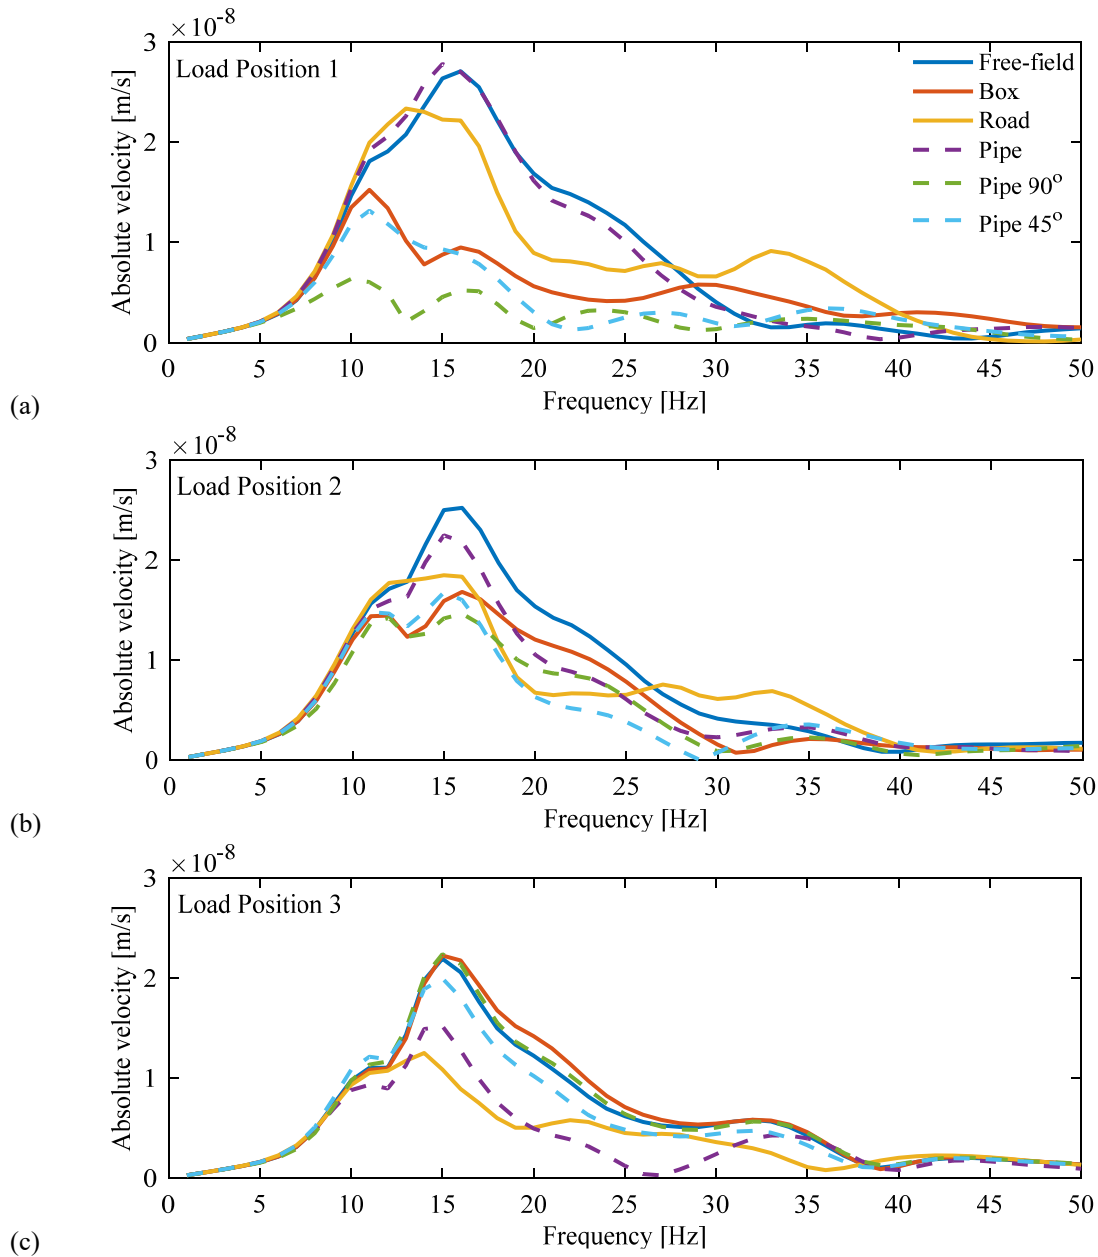 ×10-8
3
Load Position 1
Free-field
Box
Road
Pipe
Pipe 90o
Pipe 45o
2
1
0
Absolute velocity [m/s]
0 5 10 15 20 25 30 35 40 45 50
Frequency [Hz]
(a)
×10-8
3
Load Position 2
2
1
0
Absolute velocity [m/s]
0 5 10 15 20 25 30 35 40 45 50
Frequency [Hz]
(b)
×10-8
3
Load Position 3
2
1
0
Absolute velocity [m/s]
0 5 10 15 20 25 30 35 40 45 50
Frequency [Hz]
(c)